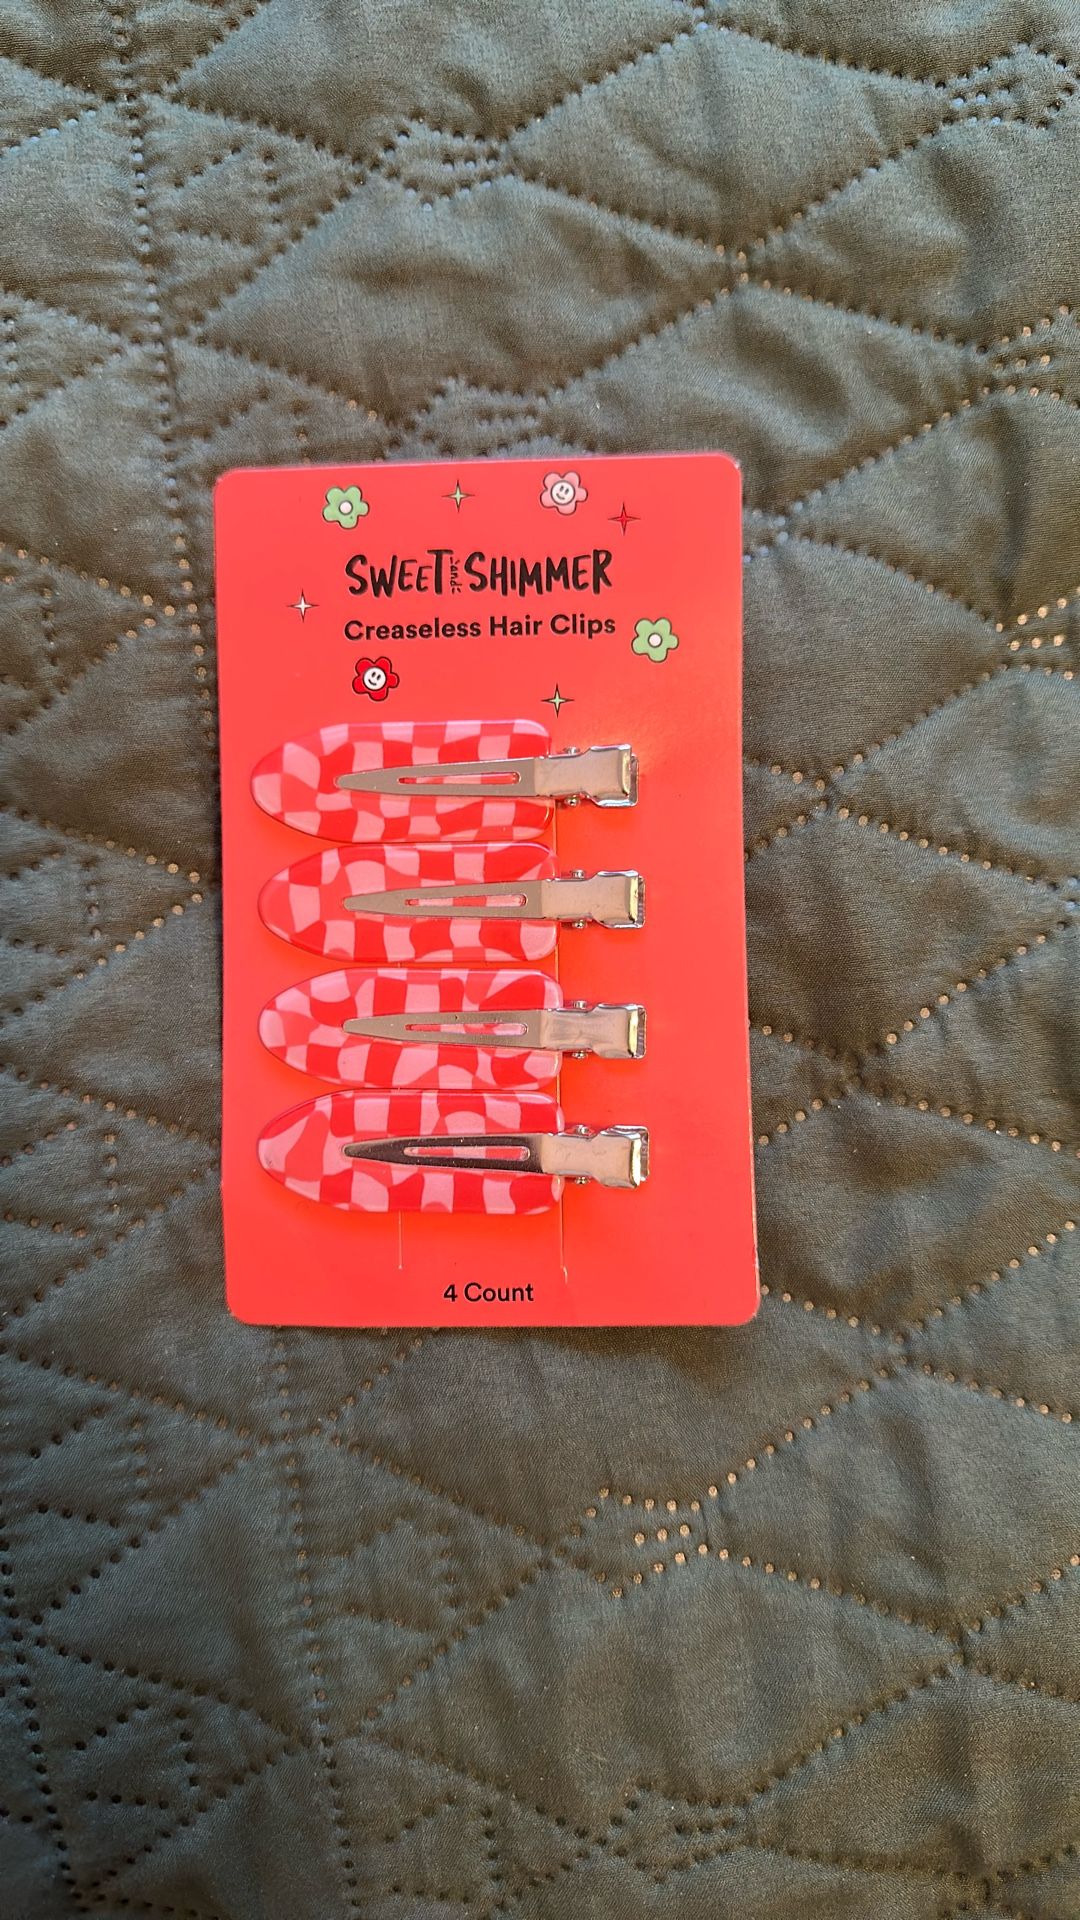 SWEET and SHIMMER
Creaseless Hair Clips
4 Count